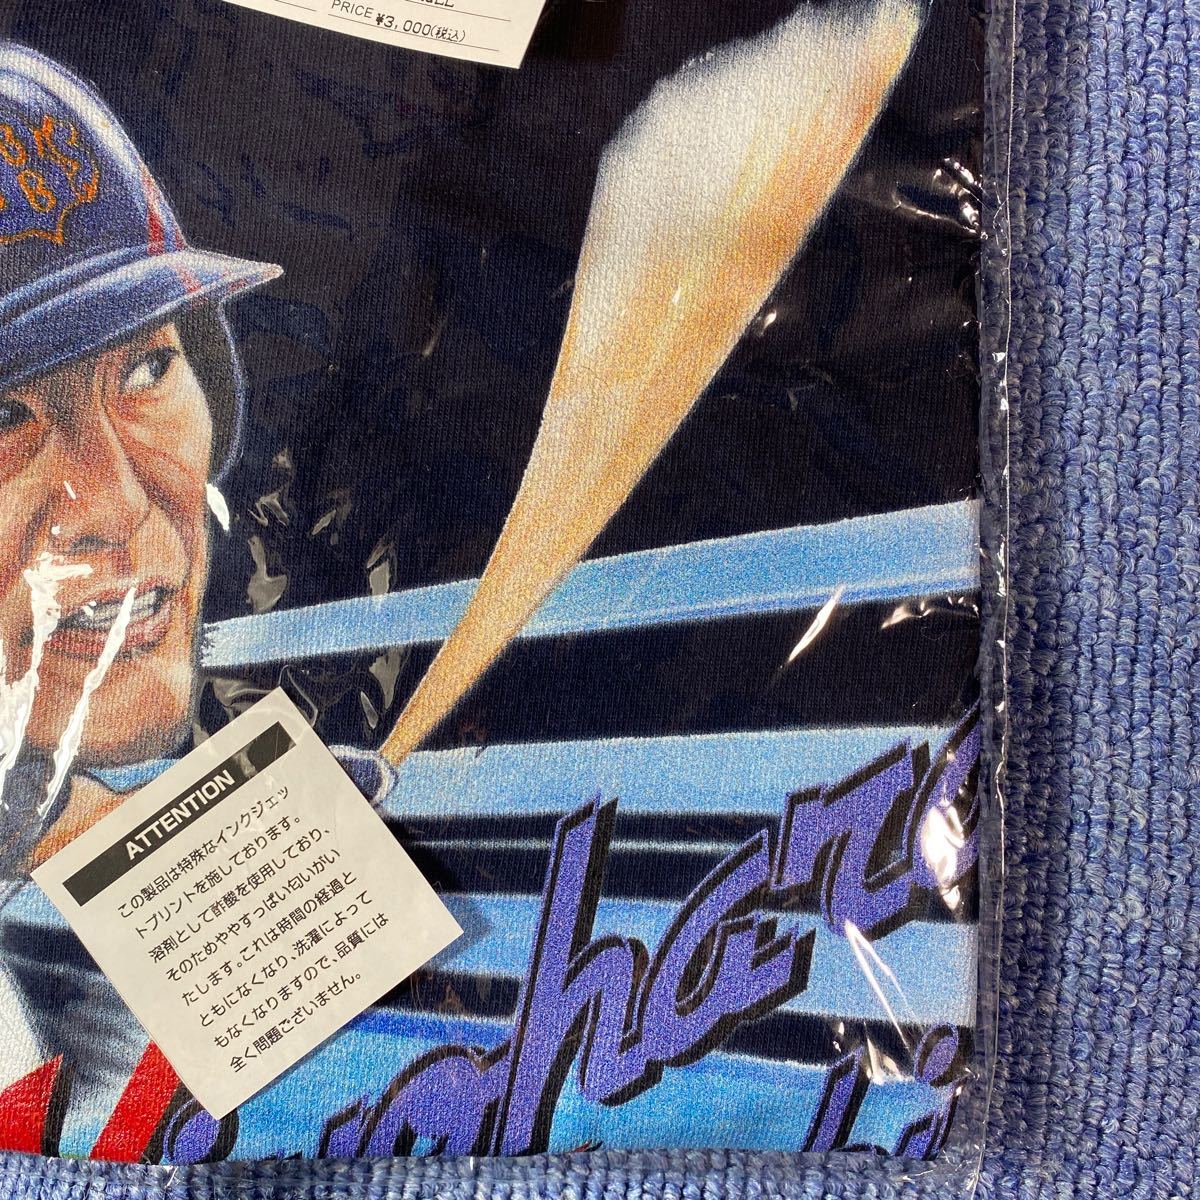 PRICE ¥3,000(税込)
ATTENTION
この製品は特殊なインクジェッ
トプリントを施しております。
溶剤として酢酸を使用しており、
そのためややすっぱい匂いがい
たします。これは時間の経過と
ともになくなり、洗濯によって
もなくなりますので、品質には
全く問題ございません。